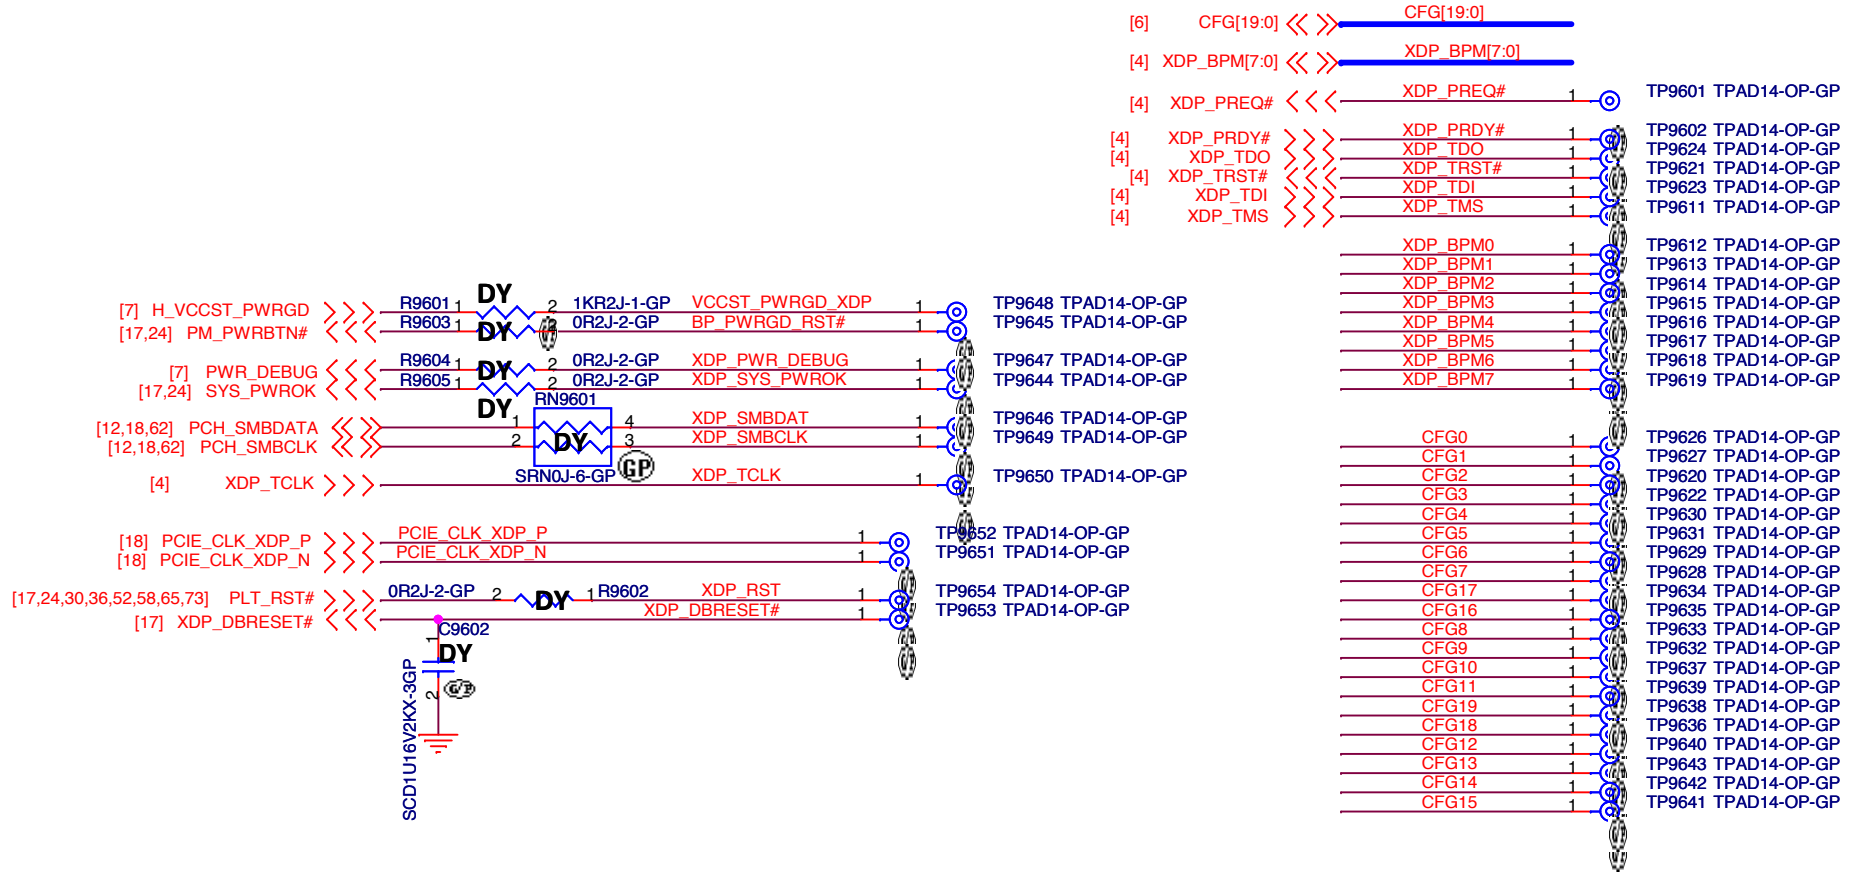 [6] CFG[19:0] CFG[19:0]
[4] XDP_BPM[7:0] XDP_BPM[7:0]
[4] XDP_PREQ# XDP_PREQ# 1 TP9601 TPAD14-OP-GP
[4] XDP_PRDY# XDP_PRDY# 1 TP9602 TPAD14-OP-GP
[4] XDP_TDO XDP_TDO 1 TP9624 TPAD14-OP-GP
[4] XDP_TRST# XDP_TRST# 1 TP9621 TPAD14-OP-GP
[4] XDP_TDI XDP_TDI 1 TP9623 TPAD14-OP-GP
[4] XDP_TMS XDP_TMS 1 TP9611 TPAD14-OP-GP
XDP_BPM0 1 TP9612 TPAD14-OP-GP
XDP_BPM1 1 TP9613 TPAD14-OP-GP
XDP_BPM2 1 TP9614 TPAD14-OP-GP
XDP_BPM3 1 TP9615 TPAD14-OP-GP
XDP_BPM4 1 TP9616 TPAD14-OP-GP
XDP_BPM5 1 TP9617 TPAD14-OP-GP
XDP_BPM6 1 TP9618 TPAD14-OP-GP
XDP_BPM7 1 TP9619 TPAD14-OP-GP
[7] H_VCCST_PWRGD R9601 1 DY 2 1KR2J-1-GP VCCST_PWRGD_XDP 1 TP9648 TPAD14-OP-GP
[17,24] PM_PWRBTN# R9603 1 DY 2 0R2J-2-GP BP_PWRGD_RST# 1 TP9645 TPAD14-OP-GP
[7] PWR_DEBUG R9604 1 DY 2 0R2J-2-GP XDP_PWR_DEBUG 1 TP9647 TPAD14-OP-GP
[17,24] SYS_PWROK R9605 1 DY 2 0R2J-2-GP XDP_SYS_PWROK 1 TP9644 TPAD14-OP-GP
RN9601
[12,18,62] PCH_SMBDATA 1 4 XDP_SMBDAT 1 TP9646 TPAD14-OP-GP
[12,18,62] PCH_SMBCLK 2 DY 3 XDP_SMBCLK 1 TP9649 TPAD14-OP-GP
SRN0J-6-GP GP
[4] XDP_TCLK XDP_TCLK 1 TP9650 TPAD14-OP-GP
[18] PCIE_CLK_XDP_P PCIE_CLK_XDP_P 1 TP9652 TPAD14-OP-GP
[18] PCIE_CLK_XDP_N PCIE_CLK_XDP_N 1 TP9651 TPAD14-OP-GP
[17,24,30,36,52,58,65,73] PLT_RST# 0R2J-2-GP 2 DY 1 R9602 XDP_RST 1 TP9654 TPAD14-OP-GP
[17] XDP_DBRESET# XDP_DBRESET# 1 TP9653 TPAD14-OP-GP
C9602
1
DY
2
SCD1U16V2KX-3GP
CFG0 1 TP9626 TPAD14-OP-GP
CFG1 1 TP9627 TPAD14-OP-GP
CFG2 1 TP9620 TPAD14-OP-GP
CFG3 1 TP9622 TPAD14-OP-GP
CFG4 1 TP9630 TPAD14-OP-GP
CFG5 1 TP9631 TPAD14-OP-GP
CFG6 1 TP9629 TPAD14-OP-GP
CFG7 1 TP9628 TPAD14-OP-GP
CFG17 1 TP9634 TPAD14-OP-GP
CFG16 1 TP9635 TPAD14-OP-GP
CFG8 1 TP9633 TPAD14-OP-GP
CFG9 1 TP9632 TPAD14-OP-GP
CFG10 1 TP9637 TPAD14-OP-GP
CFG11 1 TP9639 TPAD14-OP-GP
CFG19 1 TP9638 TPAD14-OP-GP
CFG18 1 TP9636 TPAD14-OP-GP
CFG12 1 TP9640 TPAD14-OP-GP
CFG13 1 TP9643 TPAD14-OP-GP
CFG14 1 TP9642 TPAD14-OP-GP
CFG15 1 TP9641 TPAD14-OP-GP